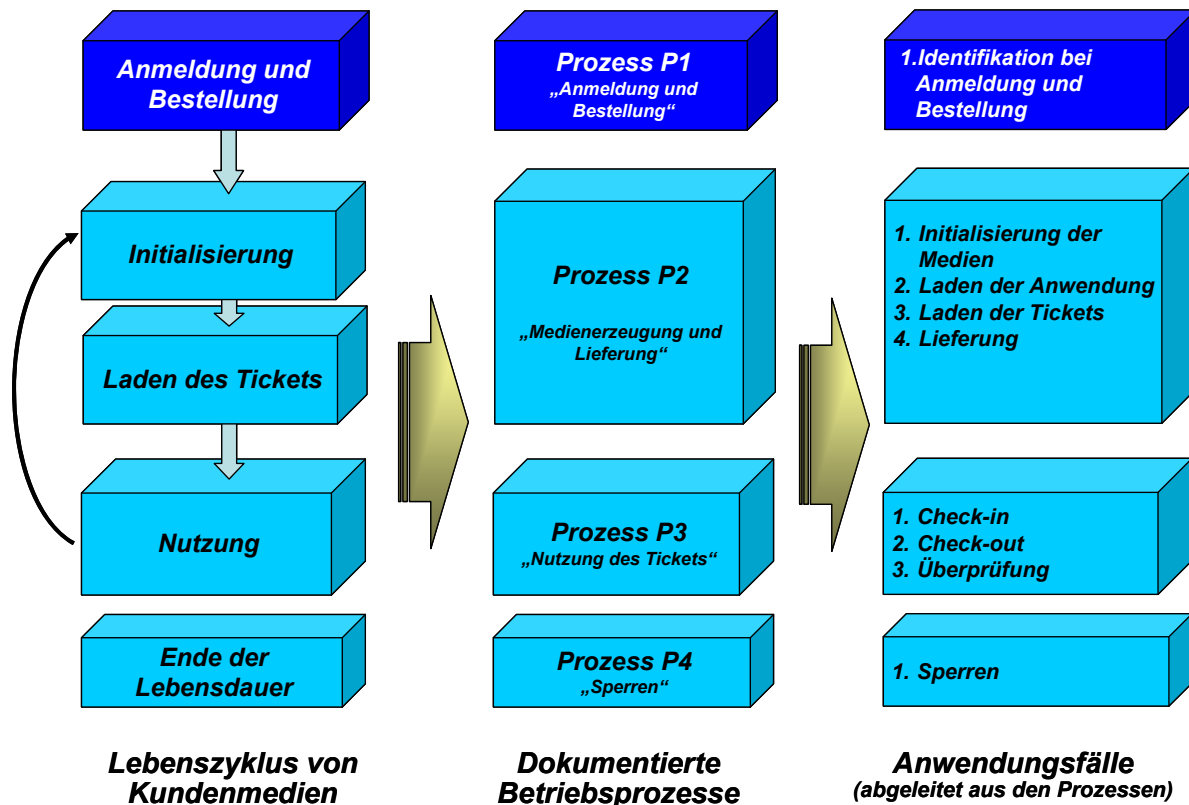 Anmeldung und
Bestellung
Initialisierung
Laden des Tickets
Nutzung
Ende der
Lebensdauer
Lebenszyklus von
Kundenmedien
Prozess P1
„Anmeldung und
Bestellung“
Prozess P2
„Medienerzeugung und
Lieferung“
Prozess P3
„Nutzung des Tickets“
Prozess P4
„Sperren“
Dokumentierte
Betriebsprozesse
1.Identifikation bei
Anmeldung und
Bestellung
1. Initialisierung der
Medien
2. Laden der Anwendung
3. Laden der Tickets
4. Lieferung
1. Check-in
2. Check-out
3. Überprüfung
1. Sperren
Anwendungsfälle
(abgeleitet aus den Prozessen)